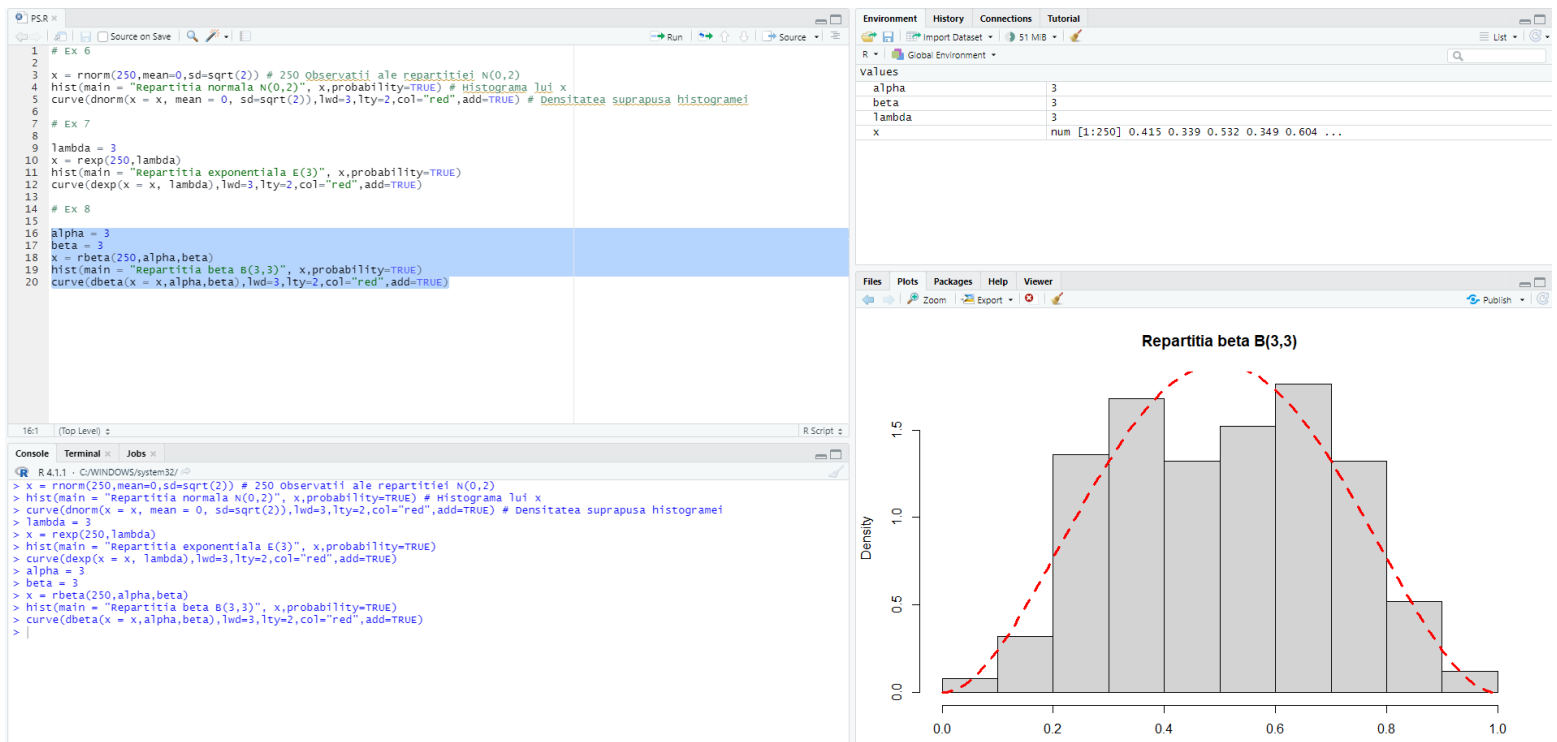 PS.R
Source on Save
Run
Source
1 # Ex 6
2
3 x = rnorm(250,mean=0,sd=sqrt(2)) # 250 Observatii ale repartitiei N(0,2)
4 hist(main = "Repartitie normala N(0,2)", x,probability=TRUE) # Histograma lui x
5 curve(dnorm(x = x, mean = 0, sd=sqrt(2)),lwd=3,lty=2,col="red",add=TRUE) # Densitatea suprapusa histogramei
6
7 # Ex 7
8
9 lambda = 3
10 x = rexp(250,lambda)
11 hist(main = "Repartitia exponentiala E(3)", x,probability=TRUE)
12 curve(dexp(x = x, lambda),lwd=3,lty=2,col="red",add=TRUE)
13
14 # Ex 8
15
16 alpha = 3
17 beta = 3
18 x = rbeta(250,alpha,beta)
19 hist(main = "Repartitia beta B(3,3)", x,probability=TRUE)
20 curve(dbeta(x = x,alpha,beta),lwd=3,lty=2,col="red",add=TRUE)
16:1 (Top Level) R Script
Console Terminal Jobs
R 4.1.1 · C:/WINDOWS/system32/
> x = rnorm(250,mean=0,sd=sqrt(2)) # 250 Observatii ale repartitiei N(0,2)
> hist(main = "Repartitie normala N(0,2)", x,probability=TRUE) # Histograma lui x
> curve(dnorm(x = x, mean = 0, sd=sqrt(2)),lwd=3,lty=2,col="red",add=TRUE) # Densitatea suprapusa histogramei
> lambda = 3
> x = rexp(250,lambda)
> hist(main = "Repartitia exponentiala E(3)", x,probability=TRUE)
> curve(dexp(x = x, lambda),lwd=3,lty=2,col="red",add=TRUE)
> alpha = 3
> beta = 3
> x = rbeta(250,alpha,beta)
> hist(main = "Repartitia beta B(3,3)", x,probability=TRUE)
> curve(dbeta(x = x,alpha,beta),lwd=3,lty=2,col="red",add=TRUE)
>
Environment History Connections Tutorial
Import Dataset 51 MiB List
R Global Environment
Values
alpha 3
beta 3
lambda 3
x num [1:250] 0.415 0.339 0.532 0.349 0.604 ...
Files Plots Packages Help Viewer
Zoom Export Publish
Repartitia beta B(3,3)
Density
1.5
1.0
0.5
0.0
0.0 0.2 0.4 0.6 0.8 1.0